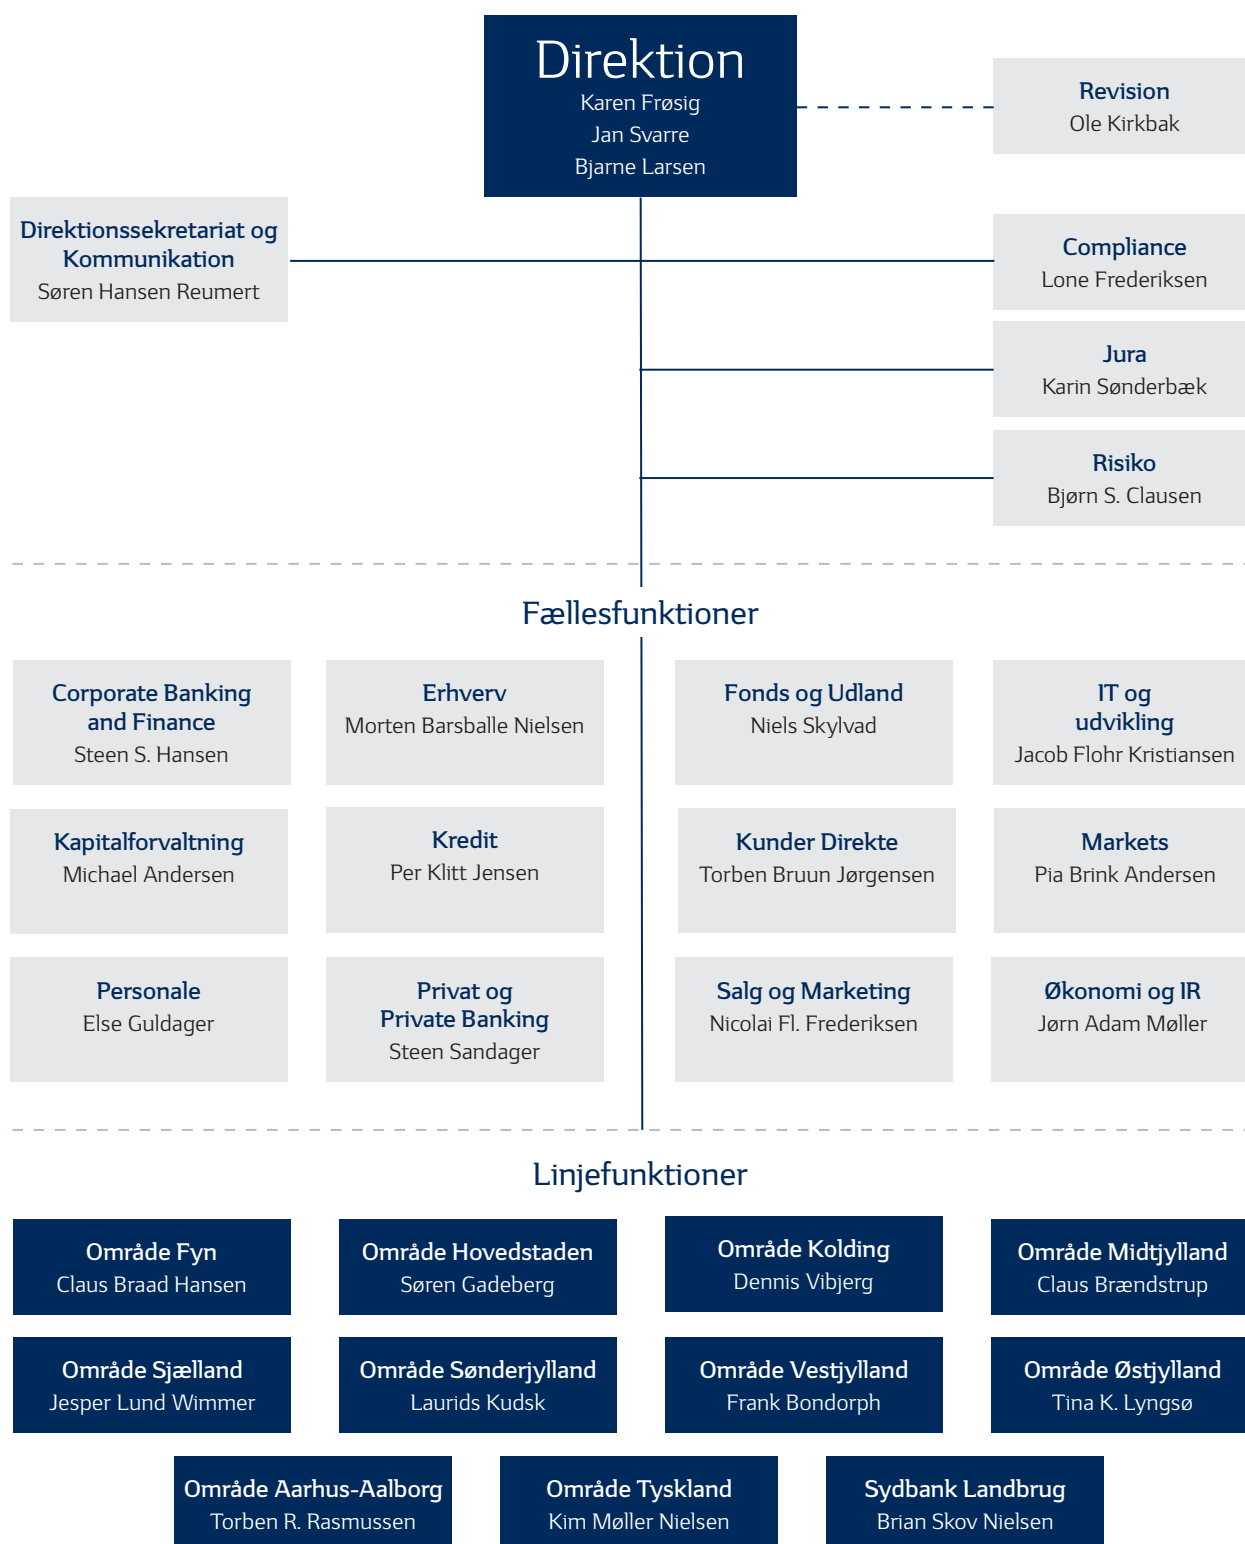 Direktion
Karen Frøsig
Jan Svarre
Bjarne Larsen
Revision
Ole Kirkbak
Direktionssekretariat og
Kommunikation
Søren Hansen Reumert
Compliance
Lone Frederiksen
Jura
Karin Sønderbæk
Risiko
Bjørn S. Clausen
Fællesfunktioner
Corporate Banking
and Finance
Steen S. Hansen
Erhverv
Morten Barsballe Nielsen
Fonds og Udland
Niels Skylvad
IT og
udvikling
Jacob Flohr Kristiansen
Kapitalforvaltning
Michael Andersen
Kredit
Per Klitt Jensen
Kunder Direkte
Torben Bruun Jørgensen
Markets
Pia Brink Andersen
Personale
Else Guldager
Privat og
Private Banking
Steen Sandager
Salg og Marketing
Nicolai Fl. Frederiksen
Økonomi og IR
Jørn Adam Møller
Linjefunktioner
Område Fyn
Claus Braad Hansen
Område Hovedstaden
Søren Gadeberg
Område Kolding
Dennis Vibjerg
Område Midtjylland
Claus Brændstrup
Område Sjælland
Jesper Lund Wimmer
Område Sønderjylland
Laurids Kudsk
Område Vestjylland
Frank Bondorph
Område Østjylland
Tina K. Lyngsø
Område Aarhus-Aalborg
Torben R. Rasmussen
Område Tyskland
Kim Møller Nielsen
Sydbank Landbrug
Brian Skov Nielsen